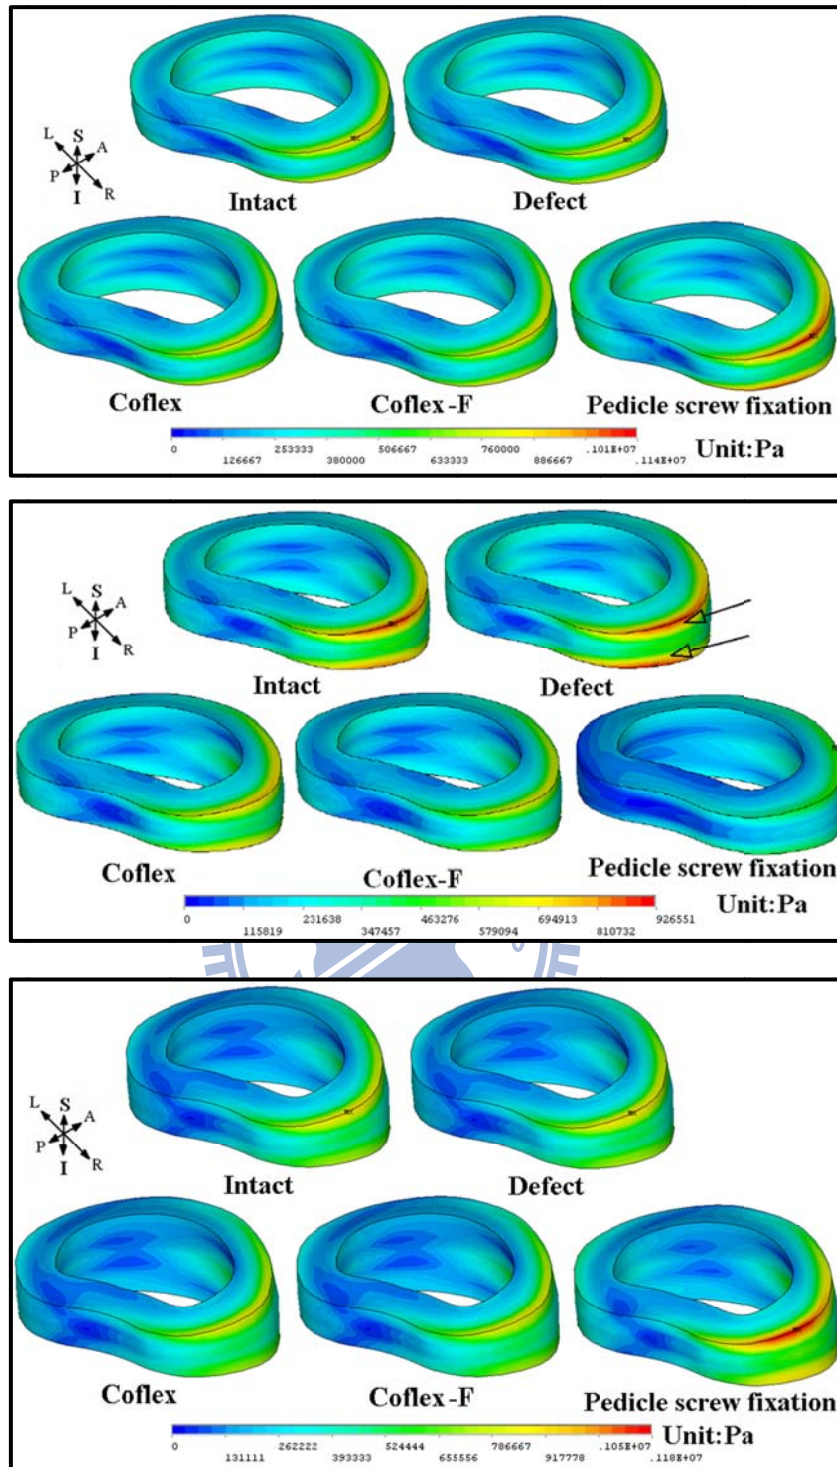 Intact Defect
L S A
P I R
Coflex Coflex-F Pedicle screw fixation
0 253333 506667 760000 .101E+07
126667 380000 633333 886667 .114E+07
Unit:Pa
Intact Defect
L S A
P I R
Coflex Coflex-F Pedicle screw fixation
0 231638 463276 694913 926551
115819 347457 579094 810732
Unit:Pa
Intact Defect
L S A
P I R
Coflex Coflex-F Pedicle screw fixation
0 262222 524444 786667 .105E+07
131111 393333 655556 917778 .118E+07
Unit:Pa